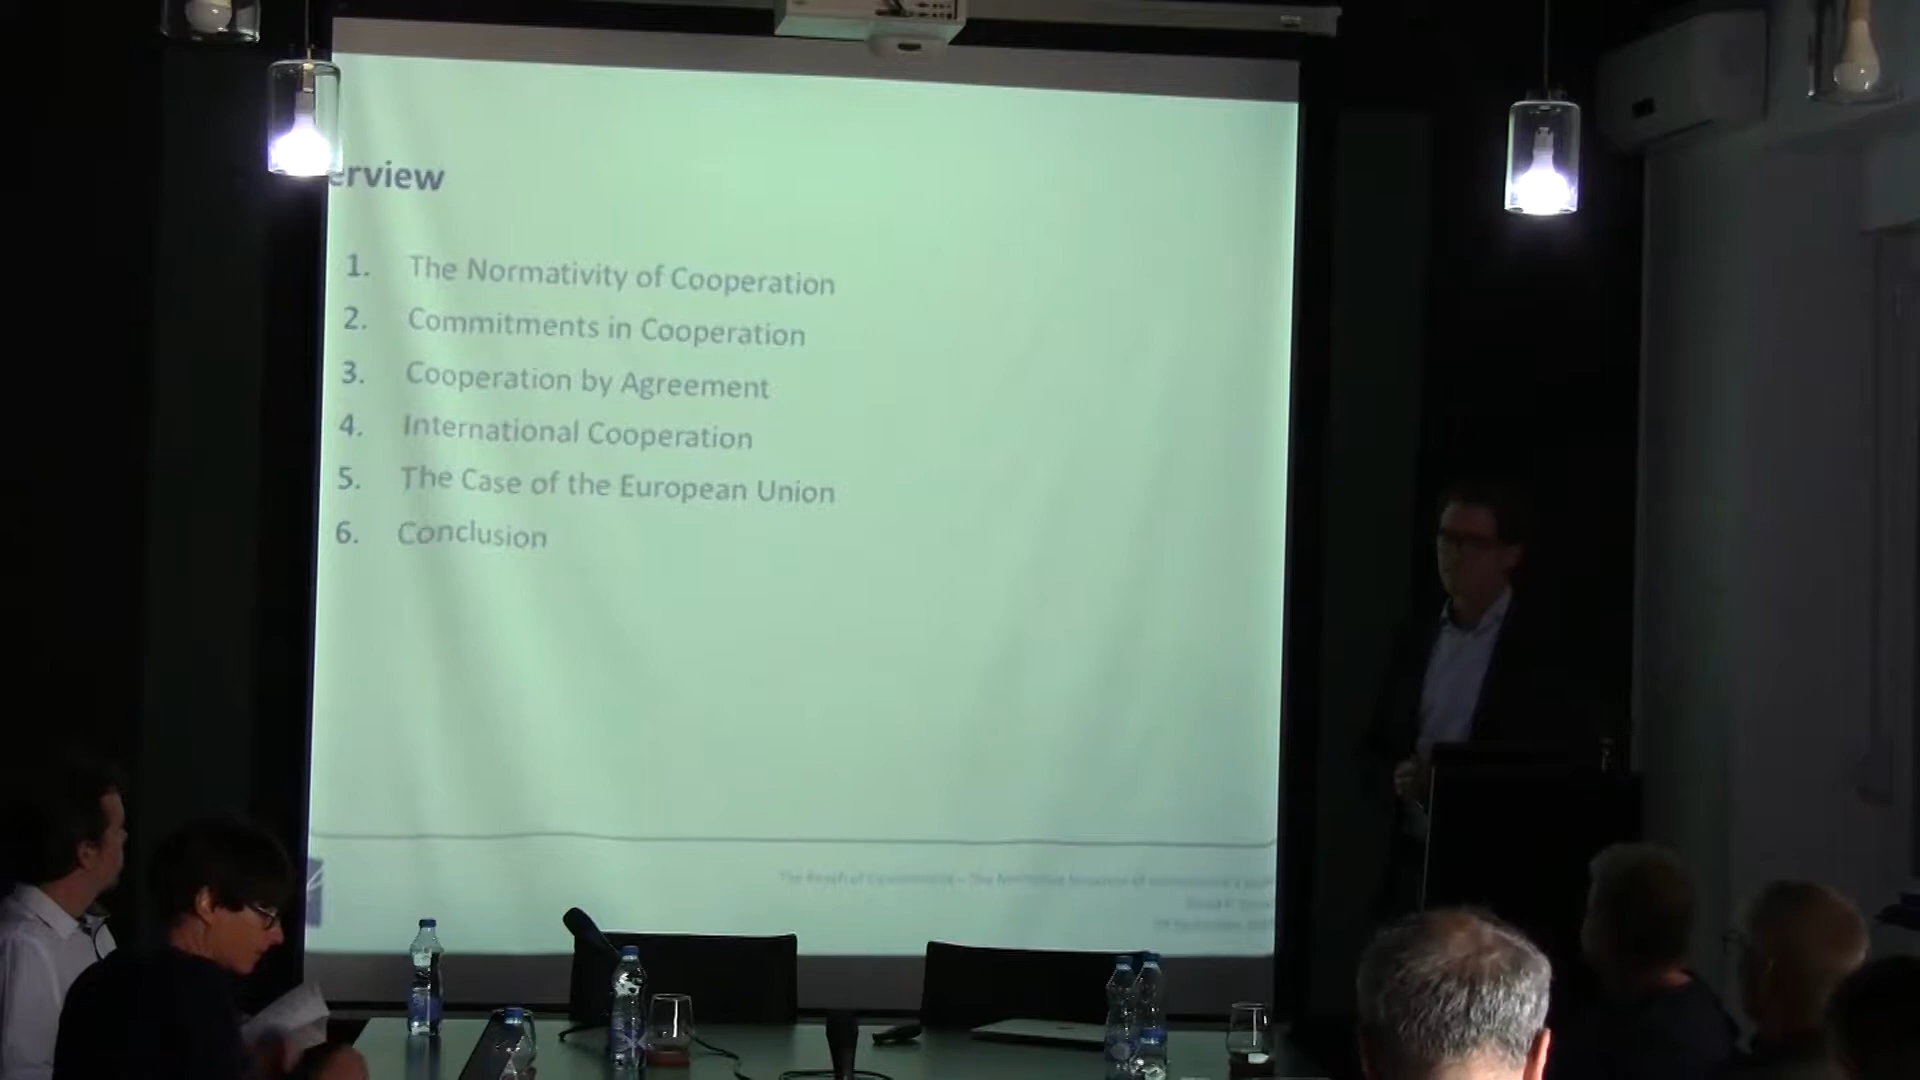 erview
1. The Normativity of Cooperation
2. Commitments in Cooperation
3. Cooperation by Agreement
4. International Cooperation
5. The Case of the European Union
6. Conclusion